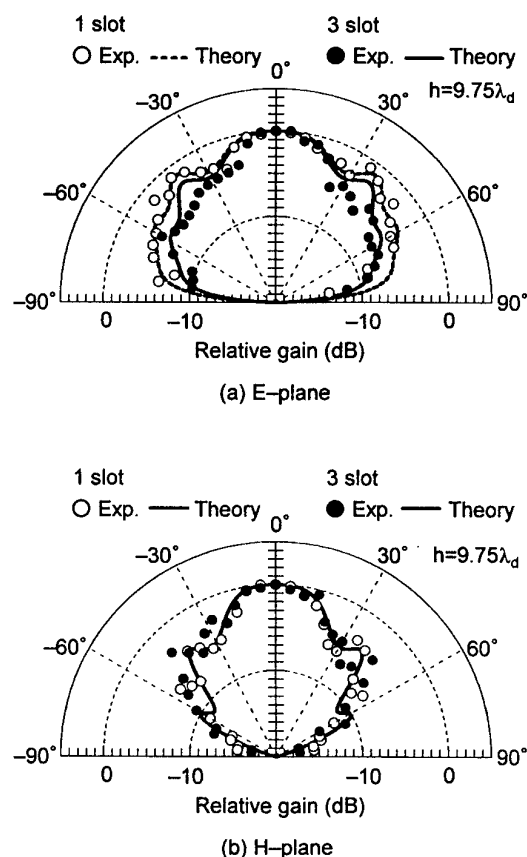 1 slot 3 slot
○ Exp. ---- Theory ● Exp. — Theory
0° h=9.75λd
−30° 30°
−60° 60°
−90° 90°
0 −10 −10 0
Relative gain (dB)
(a) E–plane
1 slot 3 slot
○ Exp. — Theory ● Exp. — Theory
0° h=9.75λd
−30° 30°
−60° 60°
−90° 90°
0 −10 −10 0
Relative gain (dB)
(b) H–plane